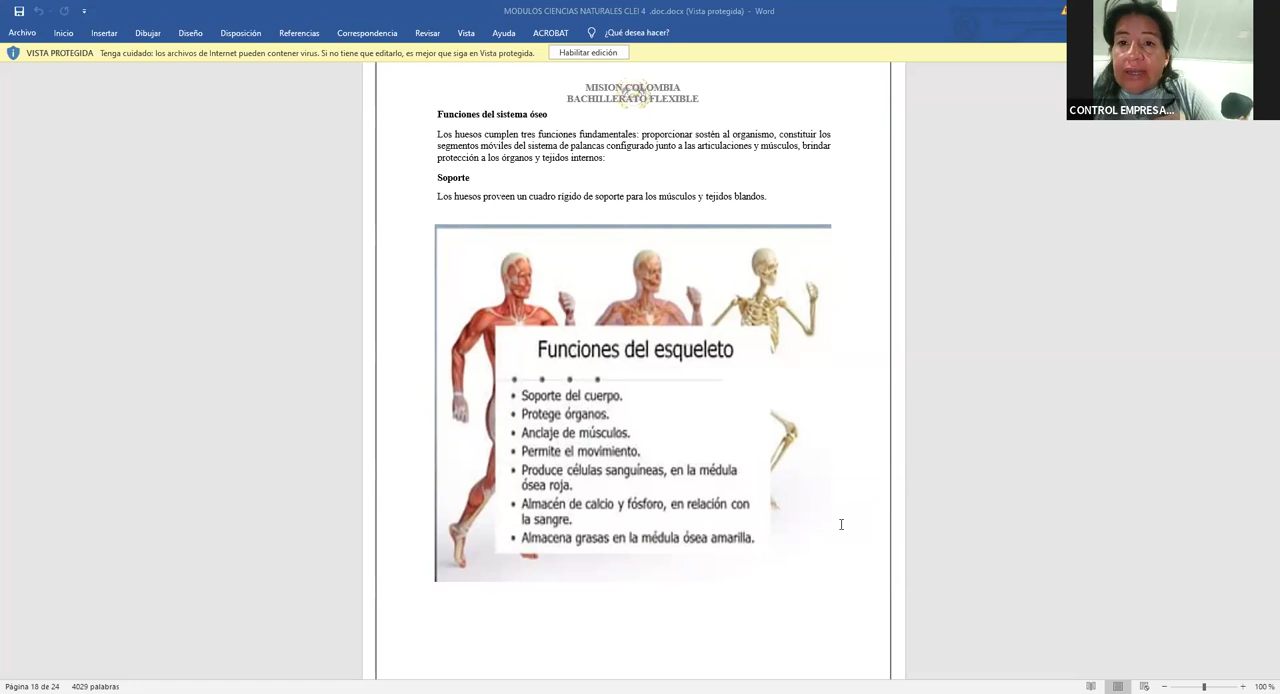 MODULOS CIENCIAS NATURALES CLEI 4 .doc.docx (Vista protegida) - Word
Archivo Inicio Insertar Dibujar Diseño Disposición Referencias Correspondencia Revisar Vista Ayuda ACROBAT ¿Qué desea hacer?
VISTA PROTEGIDA Tenga cuidado: los archivos de Internet pueden contener virus. Si no tiene que editarlo, es mejor que siga en Vista protegida. Habilitar edición
CONTROL EMPRESA...
MISION COLOMBIA
BACHILLERATO FLEXIBLE
Funciones del sistema óseo
Los huesos cumplen tres funciones fundamentales: proporcionar sostén al organismo, constituir los
segmentos móviles del sistema de palancas configurado junto a las articulaciones y músculos, brindar
protección a los órganos y tejidos internos:
Soporte
Los huesos proveen un cuadro rígido de soporte para los músculos y tejidos blandos.
Funciones del esqueleto
• Soporte del cuerpo.
• Protege órganos.
• Anclaje de músculos.
• Permite el movimiento.
• Produce células sanguíneas, en la médula
ósea roja.
• Almacén de calcio y fósforo, en relación con
la sangre.
• Almacena grasas en la médula ósea amarilla.
Página 18 de 24 4029 palabras
100 %